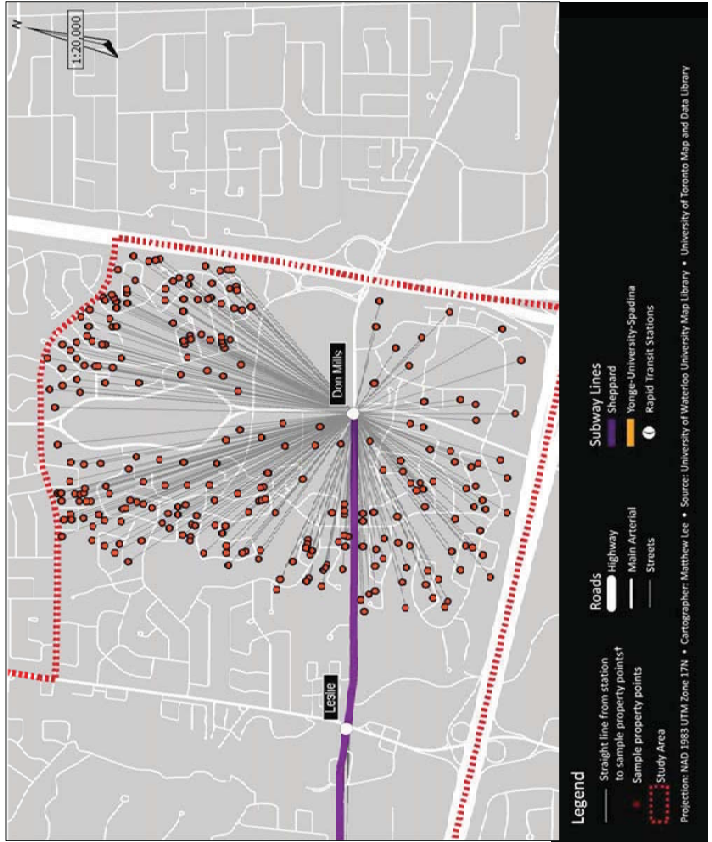 N
1:20,000
Don Mills
Leslie
Legend
Straight line from station
to sample property points†
Sample property points
Study Area
Roads
Highway
Main Arterial
Streets
Subway Lines
Sheppard
Yonge-University-Spadina
Rapid Transit Stations
Projection: NAD 1983 UTM Zone 17N • Cartographer: Matthew Lee • Source: University of Waterloo University Map Library • University of Toronto Map and Data Library